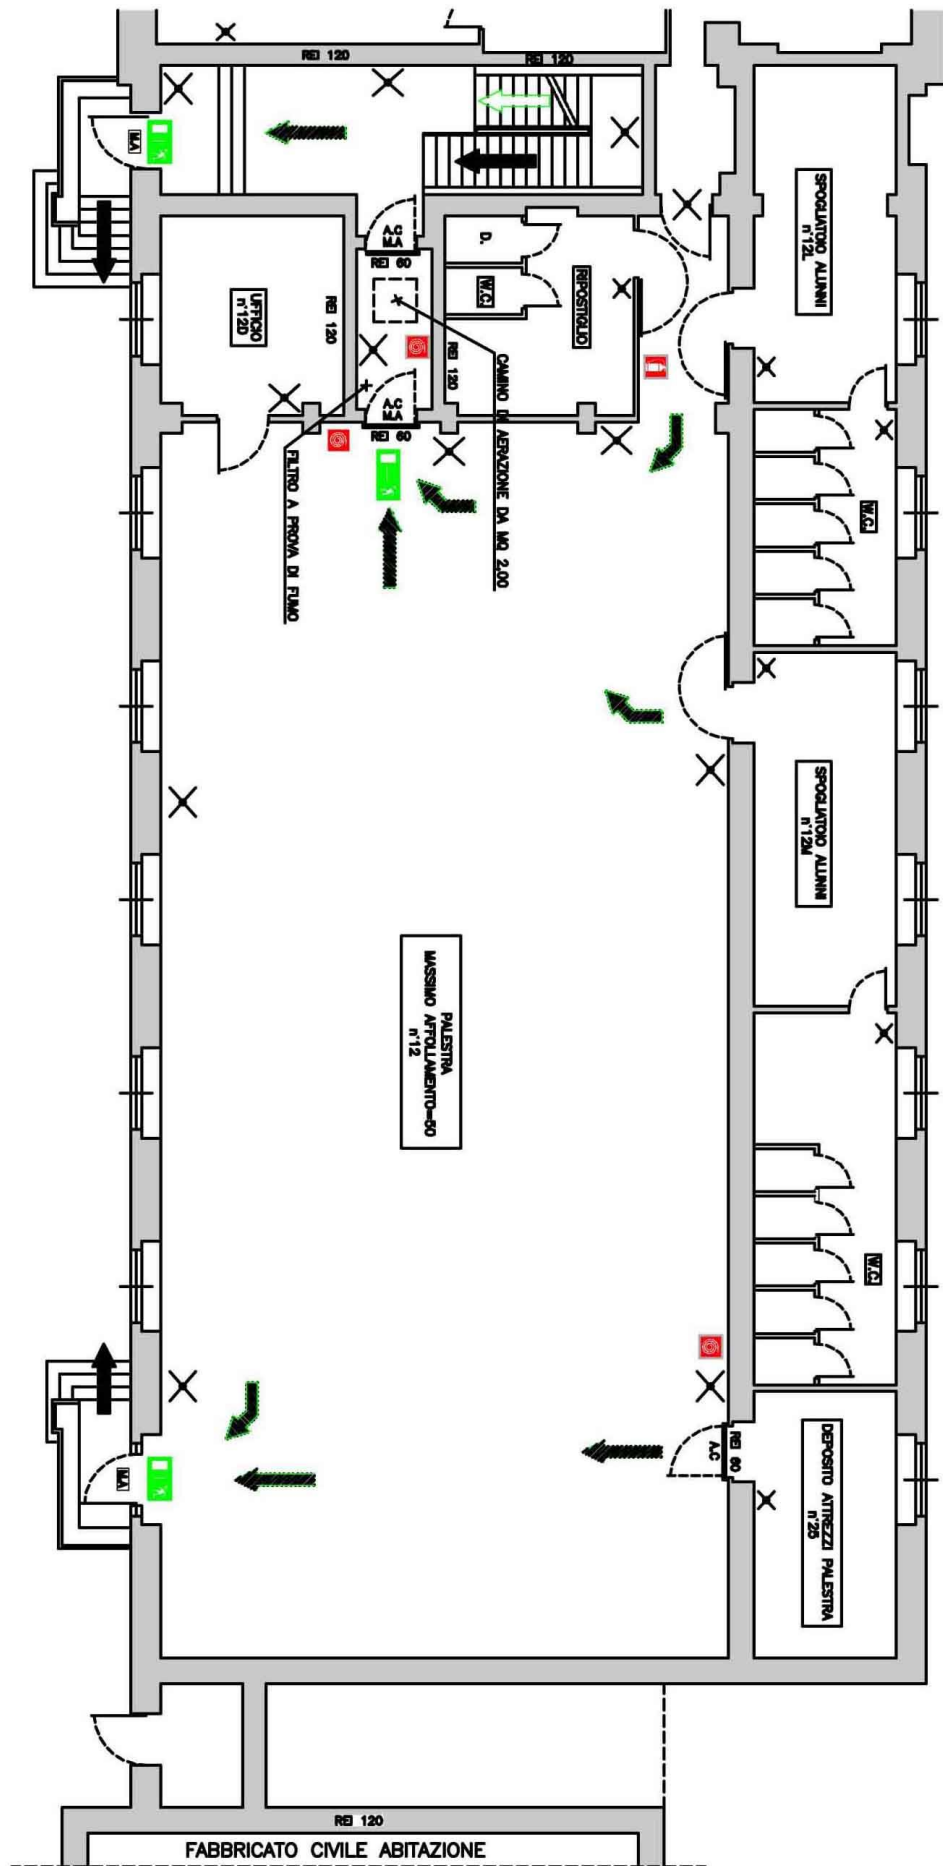 REI 120
REI 120
M.A
SPOGLIATOIO ALUNNI
n°12L
A.C
M.A
REI 60
D.
W.C.
RIPOSTIGLIO
UFFICIO
n°12D
REI 120
REI 120
CAMINO DI AERAZIONE DA MQ 2,00
A.C
M.A
REI 60
FILTRO A PROVA DI FUMO
W.C.
SPOGLIATOIO ALUNNI
n°12M
PALESTRA
MASSIMO AFFOLLAMENTO=50
n°12
W.C.
REI 60
A.C
DEPOSITO ATTREZZI PALESTRA
n°25
M.A
REI 120
FABBRICATO CIVILE ABITAZIONE